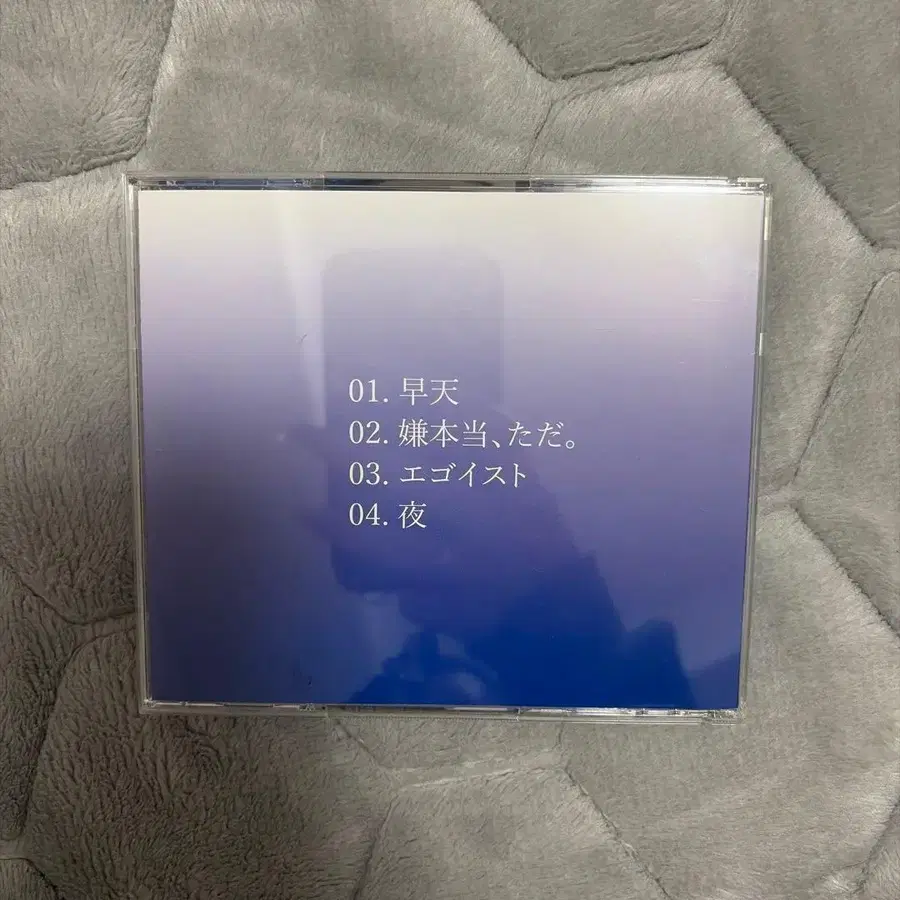 01. 早天
02. 嫌本当、ただ。
03. エゴイスト
04. 夜